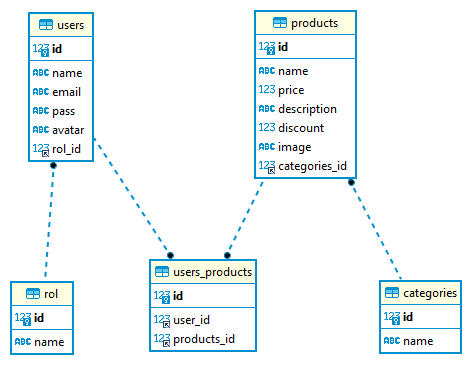 users
123 id
ABC name
ABC email
ABC pass
ABC avatar
123 rol_id
products
123 id
ABC name
123 price
ABC description
123 discount
ABC image
123 categories_id
rol
123 id
ABC name
users_products
123 id
123 user_id
123 products_id
categories
123 id
ABC name